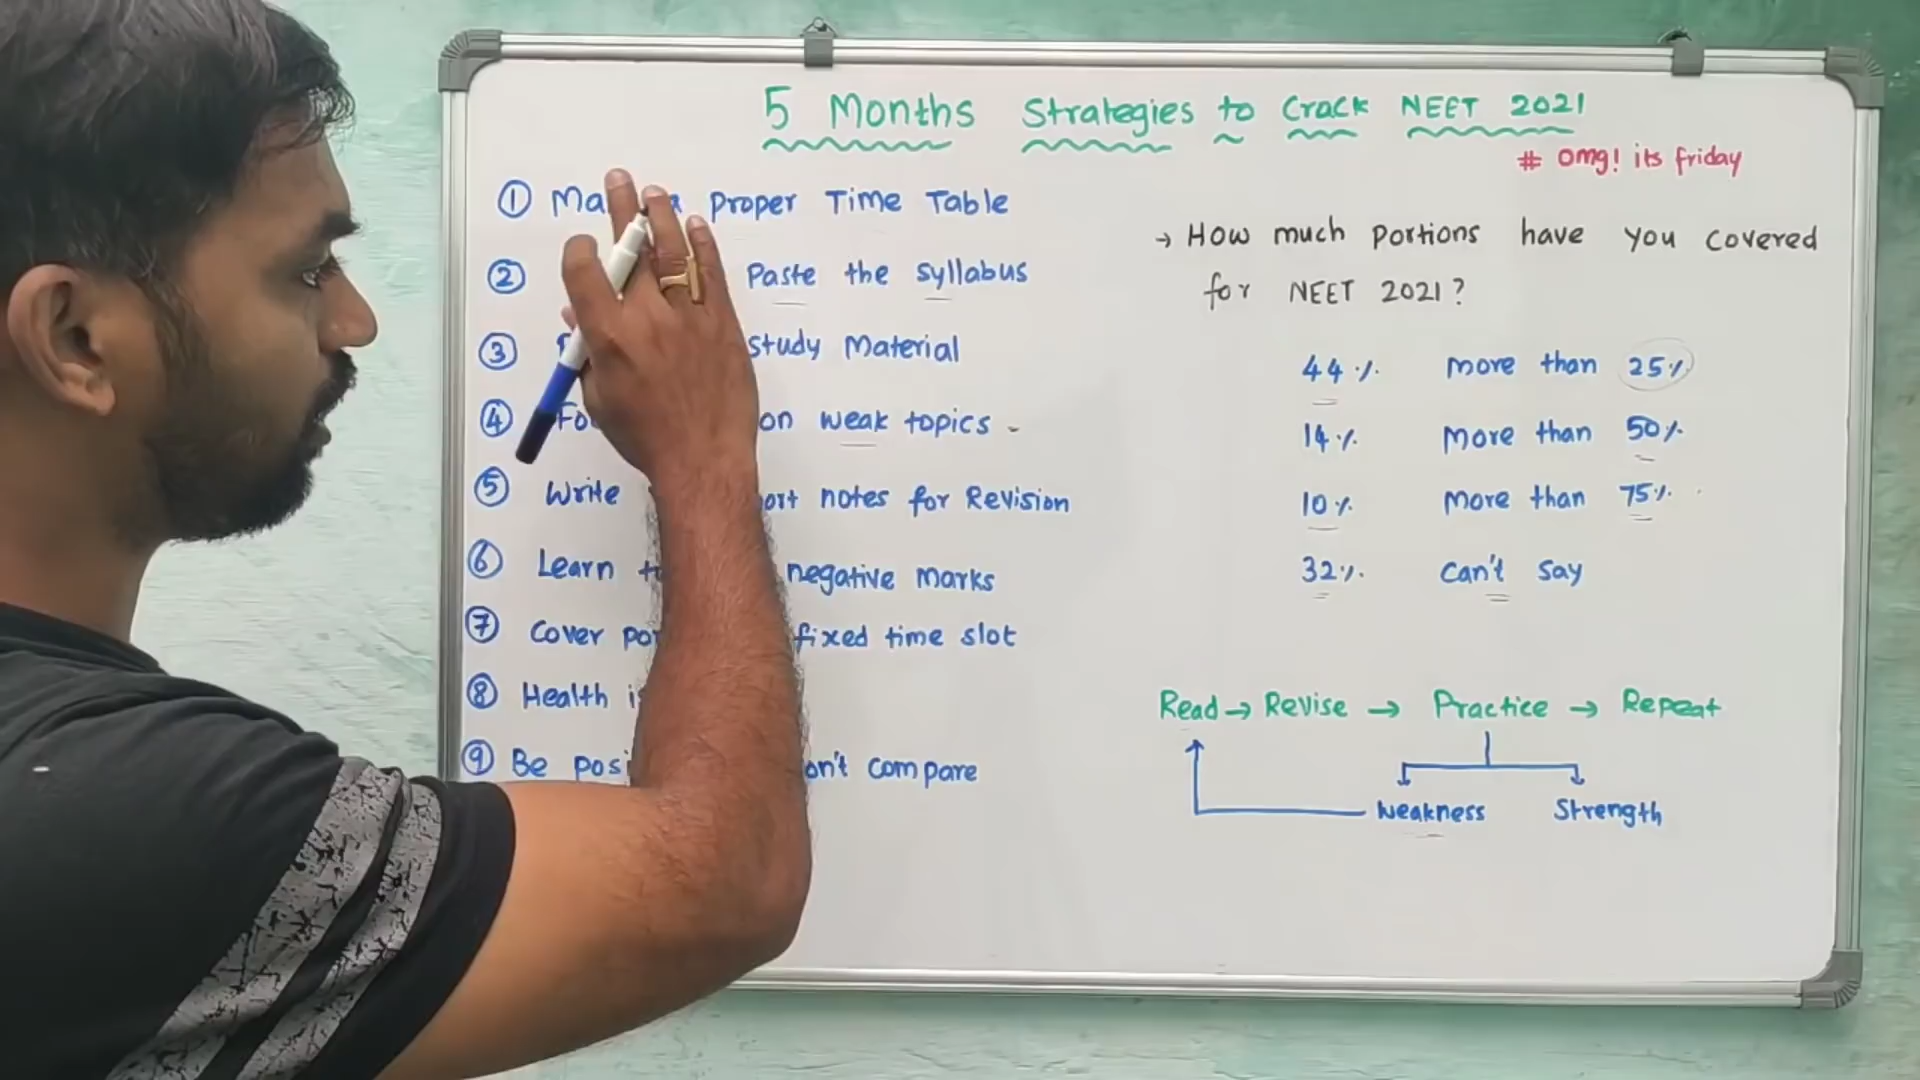 5 Months Strategies to Crack NEET 2021
# omg! its friday
① Proper Time Table
② Paste the syllabus
③ study Material
④ on weak topics -
⑤ Write notes for Revision
⑥ Learn negative marks
⑦ Cover fixed time slot
⑧ Health
⑨ Be compare
→ How much portions have you covered
for NEET 2021?
44% more than 25%
14% more than 50%
10% more than 75%
32% can't say
Read → Revise → Practice → Repeat
Weakness Strength